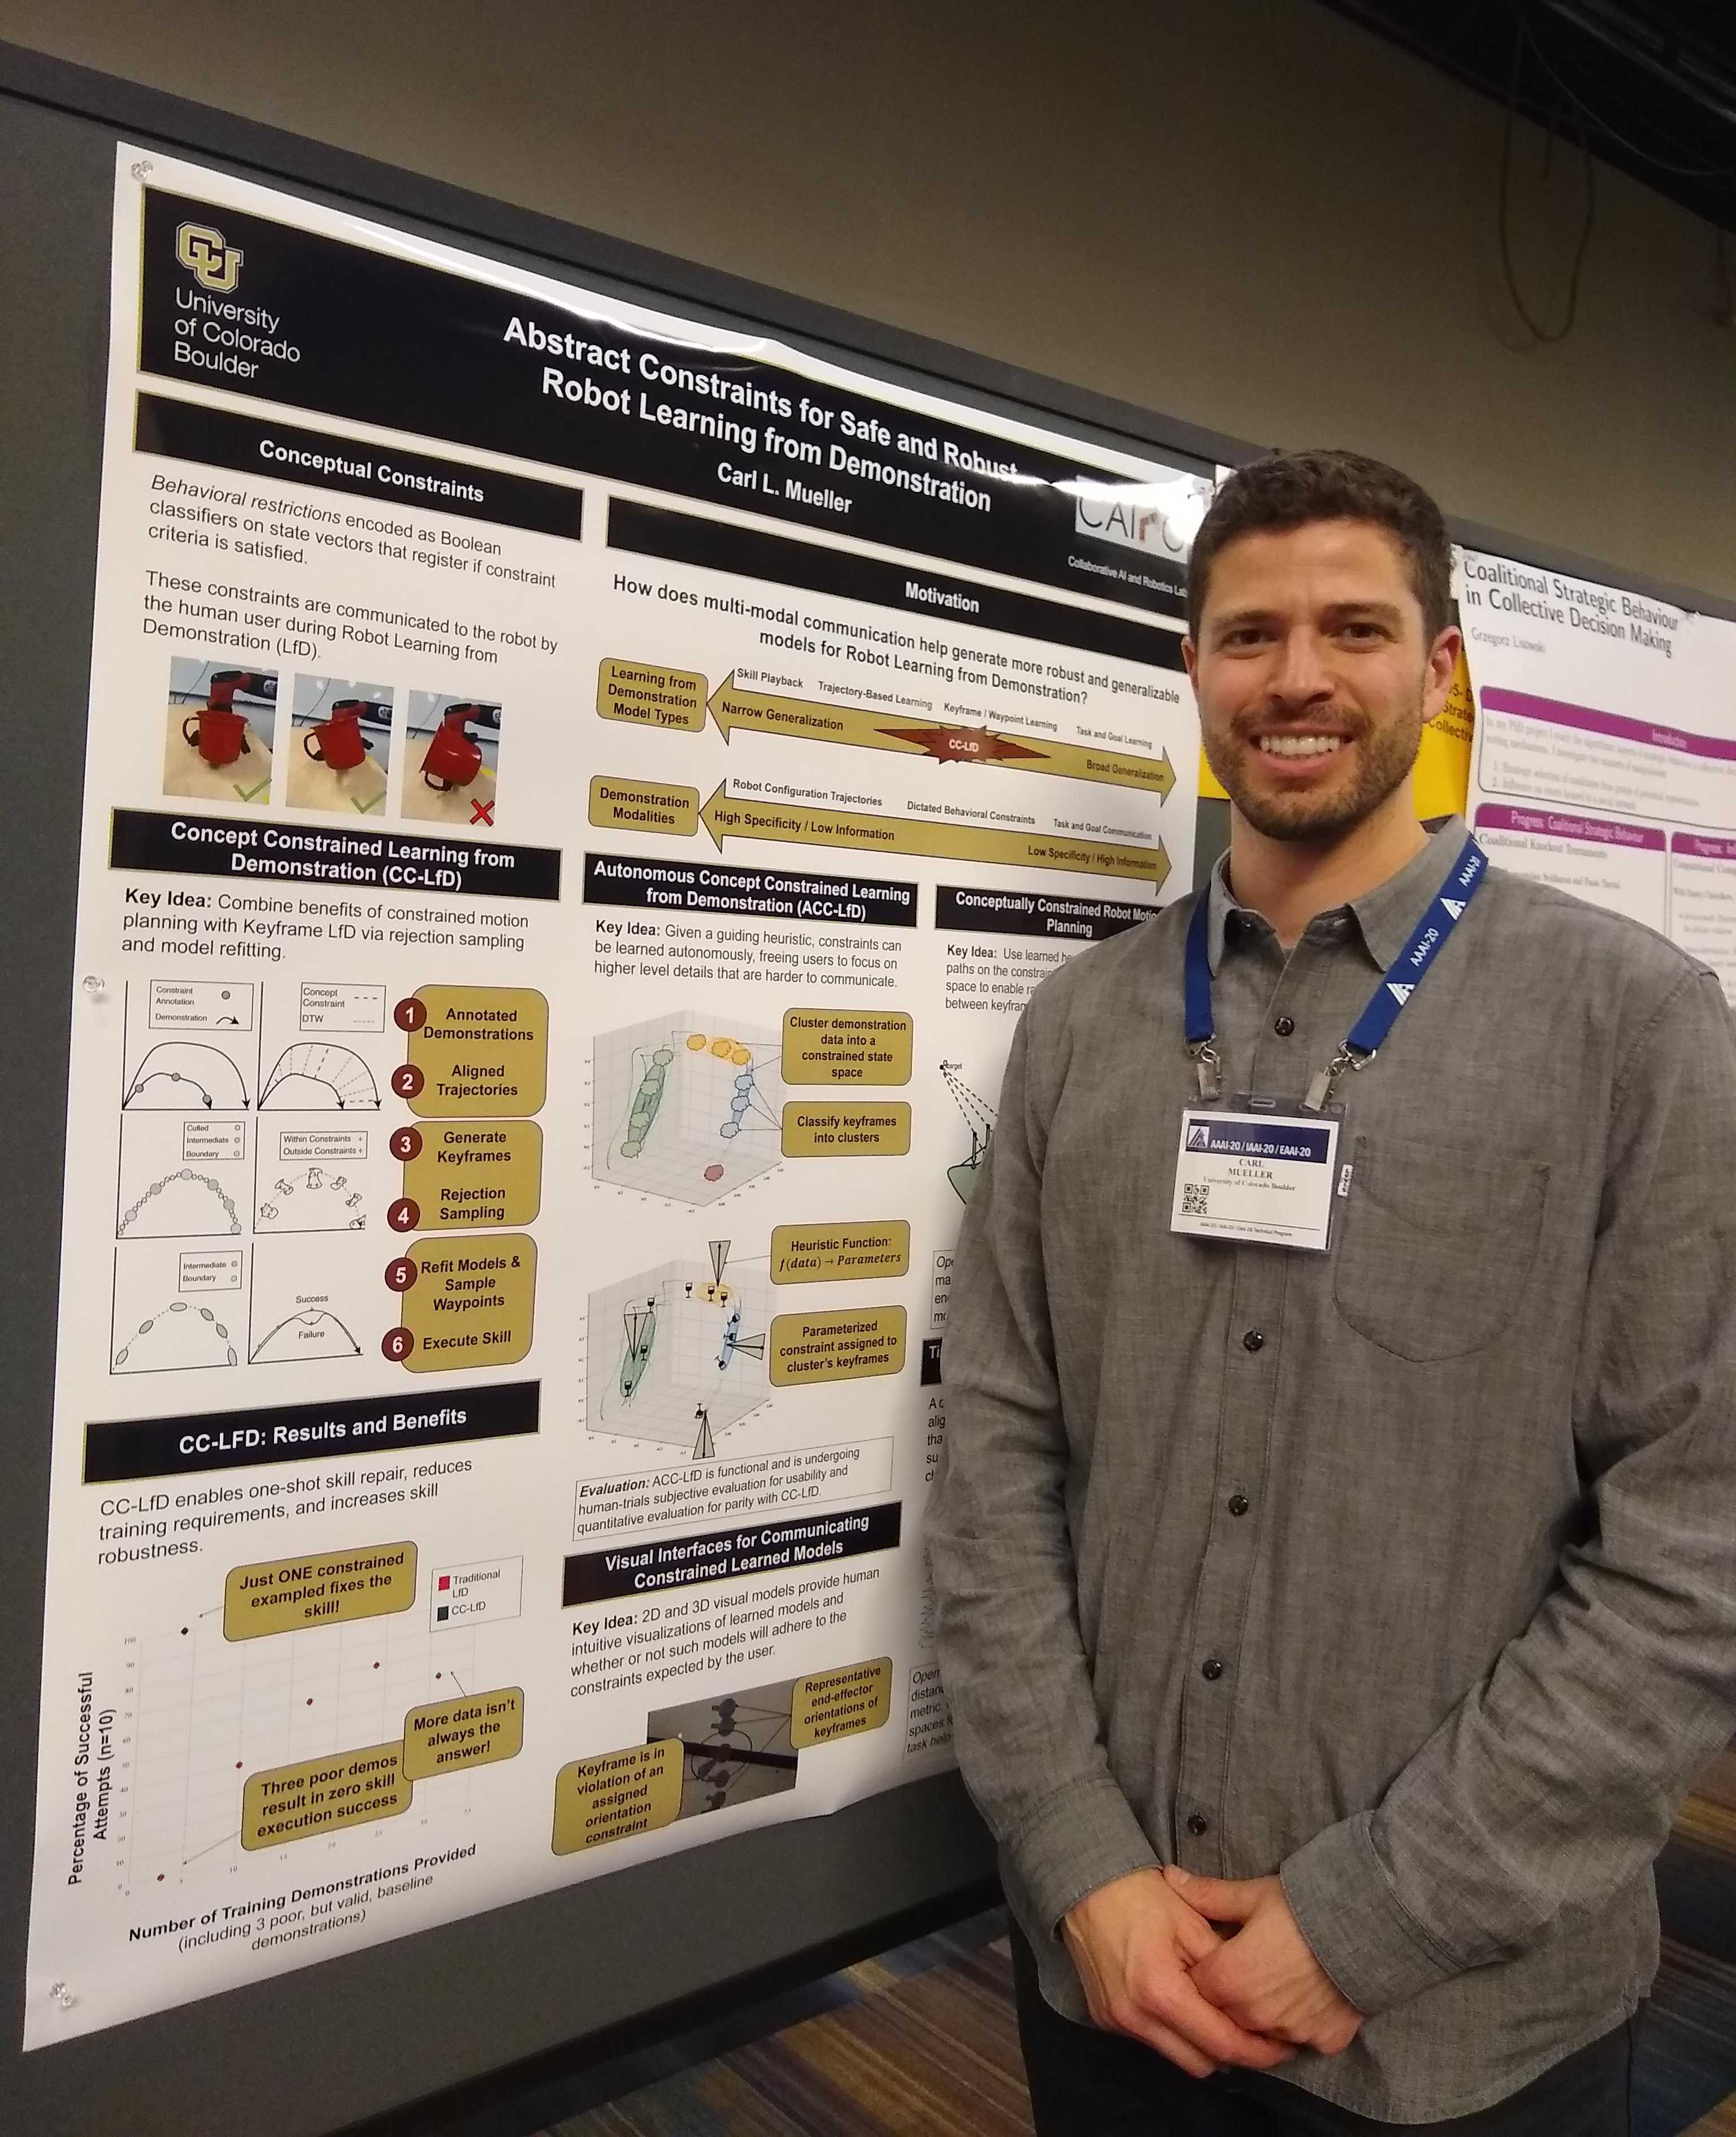 CU
University
of Colorado
Boulder
Abstract Constraints for Safe and Robust
Robot Learning from Demonstration
Carl L. Mueller
CAIRO
Collaborative AI and Robotics Lab
Conceptual Constraints
Behavioral restrictions encoded as Boolean
classifiers on state vectors that register if constraint
criteria is satisfied.
These constraints are communicated to the robot by
the human user during Robot Learning from
Demonstration (LfD).
Concept Constrained Learning from
Demonstration (CC-LfD)
Key Idea: Combine benefits of constrained motion
planning with Keyframe LfD via rejection sampling
and model refitting.
Constraint
Annotation
Demonstration
Concept
Constraint
DTW
1 Annotated
Demonstrations
2 Aligned
Trajectories
Culled
Intermediate
Boundary
Within Constraints +
Outside Constraints +
3 Generate
Keyframes
4 Rejection
Sampling
Intermediate
Boundary
Success
Failure
5 Refit Models &
Sample
Waypoints
6 Execute Skill
CC-LFD: Results and Benefits
CC-LfD enables one-shot skill repair, reduces
training requirements, and increases skill
robustness.
Just ONE constrained
exampled fixes the
skill!
Traditional
LfD
CC-LfD
More data isn't
always the
answer!
Three poor demos
result in zero skill
execution success
Percentage of Successful
Attempts (n=10)
Number of Training Demonstrations Provided
(including 3 poor, but valid, baseline
demonstrations)
Motivation
How does multi-modal communication help generate more robust and generalizable
models for Robot Learning from Demonstration?
Learning from
Demonstration
Model Types
Skill Playback Trajectory-Based Learning Keyframe / Waypoint Learning Task and Goal Learning
Narrow Generalization CC-LfD Broad Generalization
Demonstration
Modalities
Robot Configuration Trajectories Dictated Behavioral Constraints Task and Goal Communication
High Specificity / Low Information Low Specificity / High Information
Autonomous Concept Constrained Learning
from Demonstration (ACC-LfD)
Key Idea: Given a guiding heuristic, constraints can
be learned autonomously, freeing users to focus on
higher level details that are harder to communicate.
Cluster demonstration
data into a
constrained state
space
Classify keyframes
into clusters
Heuristic Function:
f(data) → Parameters
Parameterized
constraint assigned to
cluster's keyframes
Evaluation: ACC-LfD is functional and is undergoing
human-trials subjective evaluation for usability and
quantitative evaluation for parity with CC-LfD.
Visual Interfaces for Communicating
Constrained Learned Models
Key Idea: 2D and 3D visual models provide human
intuitive visualizations of learned models and
whether or not such models will adhere to the
constraints expected by the user.
Representative
end-effector
orientations of
keyframes
Keyframe is in
violation of an
assigned
orientation
constraint
Conceptually Constrained Robot Motio
Planning
Key Idea: Use learned
paths on the
space to enable
between
target
Open
metric.
spaces
task help
AAAI-20
AAAI-20
AAAI-20 / IAAI-20 / EAAI-20
CARL
MUELLER
University of Colorado Boulder
AAAI-20 / IAAI-20 / EAAI-20 Technical Program
Coalitional Strategic Behaviour
in Collective Decision Making
Grzegorz Lisowski
Introduction
Progress: Coalitional Strategic Behaviour
Coalitional Knockout Tournaments